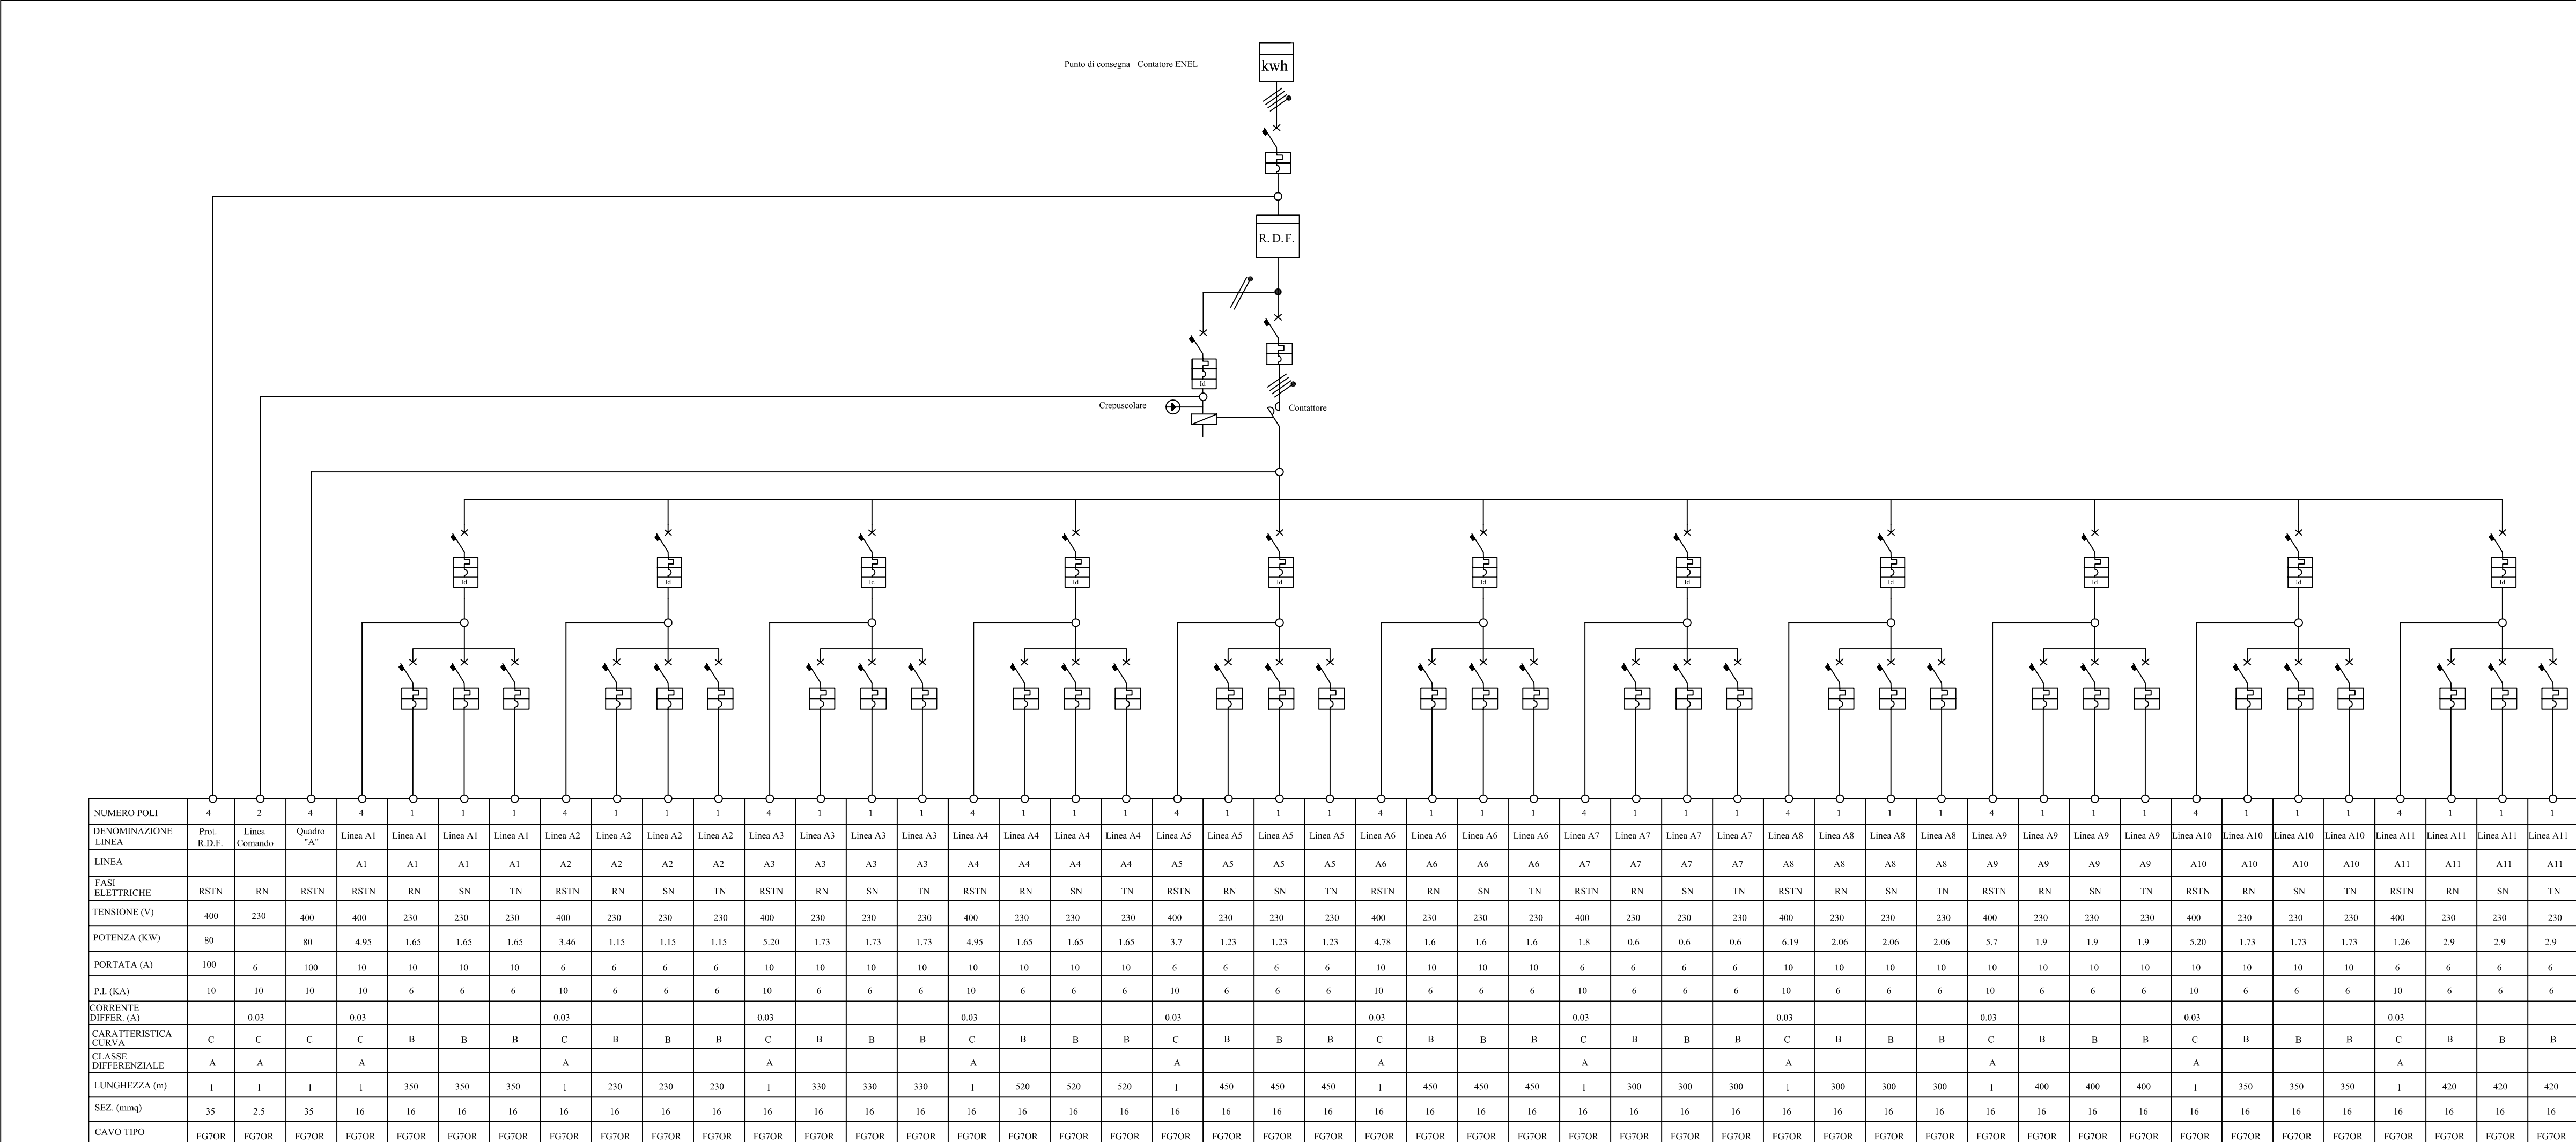 Punto di consegna - Contatore ENEL
kwh
R. D. F.
Id
Crepuscolare
Contattore
Id Id Id Id Id Id Id Id Id Id Id
NUMERO POLI 4 2 4 4 1 1 1 4 1 1 1 4 1 1 1 4 1 1 1 4 1 1 1 4 1 1 1 4 1 1 1 4 1 1 1 4 1 1 1 4 1 1 1 4 1 1 1
DENOMINAZIONE LINEA Prot. R.D.F. Linea Comando Quadro "A" Linea A1 Linea A1 Linea A1 Linea A1 Linea A2 Linea A2 Linea A2 Linea A2 Linea A3 Linea A3 Linea A3 Linea A3 Linea A4 Linea A4 Linea A4 Linea A4 Linea A5 Linea A5 Linea A5 Linea A5 Linea A6 Linea A6 Linea A6 Linea A6 Linea A7 Linea A7 Linea A7 Linea A7 Linea A8 Linea A8 Linea A8 Linea A8 Linea A9 Linea A9 Linea A9 Linea A9 Linea A10 Linea A10 Linea A10 Linea A10 Linea A11 Linea A11 Linea A11 Linea A11
LINEA A1 A1 A1 A1 A2 A2 A2 A2 A3 A3 A3 A3 A4 A4 A4 A4 A5 A5 A5 A5 A6 A6 A6 A6 A7 A7 A7 A7 A8 A8 A8 A8 A9 A9 A9 A9 A10 A10 A10 A10 A11 A11 A11 A11
FASI ELETTRICHE RSTN RN RSTN RSTN RN SN TN RSTN RN SN TN RSTN RN SN TN RSTN RN SN TN RSTN RN SN TN RSTN RN SN TN RSTN RN SN TN RSTN RN SN TN RSTN RN SN TN RSTN RN SN TN RSTN RN SN TN
TENSIONE (V) 400 230 400 400 230 230 230 400 230 230 230 400 230 230 230 400 230 230 230 400 230 230 230 400 230 230 230 400 230 230 230 400 230 230 230 400 230 230 230 400 230 230 230 400 230 230 230
POTENZA (KW) 80 80 4.95 1.65 1.65 1.65 3.46 1.15 1.15 1.15 5.20 1.73 1.73 1.73 4.95 1.65 1.65 1.65 3.7 1.23 1.23 1.23 4.78 1.6 1.6 1.6 1.8 0.6 0.6 0.6 6.19 2.06 2.06 2.06 5.7 1.9 1.9 1.9 5.20 1.73 1.73 1.73 1.26 2.9 2.9 2.9
PORTATA (A) 100 6 100 10 10 10 10 6 6 6 6 10 10 10 10 10 10 10 10 6 6 6 6 10 10 10 10 6 6 6 6 10 10 10 10 10 10 10 10 10 10 10 10 6 6 6 6
P.I. (KA) 10 10 10 10 6 6 6 10 6 6 6 10 6 6 6 10 6 6 6 10 6 6 6 10 6 6 6 10 6 6 6 10 6 6 6 10 6 6 6 10 6 6 6 10 6 6 6
CORRENTE DIFFER. (A) 0.03 0.03 0.03 0.03 0.03 0.03 0.03 0.03 0.03 0.03 0.03 0.03
CARATTERISTICA CURVA C C C C B B B C B B B C B B B C B B B C B B B C B B B C B B B C B B B C B B B C B B B C B B B
CLASSE DIFFERENZIALE A A A A A A A A A A A A A
LUNGHEZZA (m) 1 1 1 1 350 350 350 1 230 230 230 1 330 330 330 1 520 520 520 1 450 450 450 1 450 450 450 1 300 300 300 1 300 300 300 1 400 400 400 1 350 350 350 1 420 420 420
SEZ. (mmq) 35 2.5 35 16 16 16 16 16 16 16 16 16 16 16 16 16 16 16 16 16 16 16 16 16 16 16 16 16 16 16 16 16 16 16 16 16 16 16 16 16 16 16 16 16 16 16 16
CAVO TIPO FG7OR FG7OR FG7OR FG7OR FG7OR FG7OR FG7OR FG7OR FG7OR FG7OR FG7OR FG7OR FG7OR FG7OR FG7OR FG7OR FG7OR FG7OR FG7OR FG7OR FG7OR FG7OR FG7OR FG7OR FG7OR FG7OR FG7OR FG7OR FG7OR FG7OR FG7OR FG7OR FG7OR FG7OR FG7OR FG7OR FG7OR FG7OR FG7OR FG7OR FG7OR FG7OR FG7OR FG7OR FG7OR FG7OR FG7OR